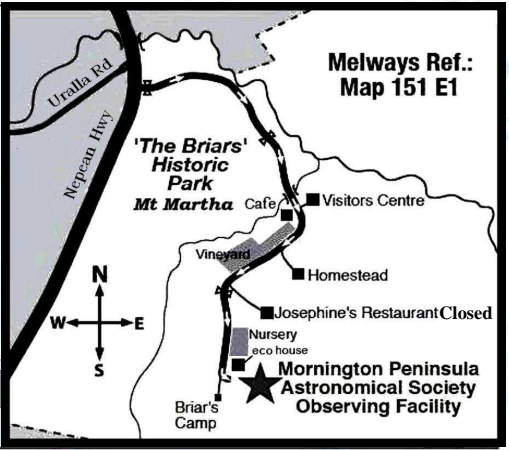 Melways Ref.:
Map 151 E1
Uralla Rd
Nepean Hwy
'The Briars'
Historic
Park
Mt Martha
Cafe
Visitors Centre
Vineyard
Homestead
N
W E
S
Josephine's Restaurant Closed
Nursery
eco house
Mornington Peninsula
Astronomical Society
Observing Facility
Briar's
Camp